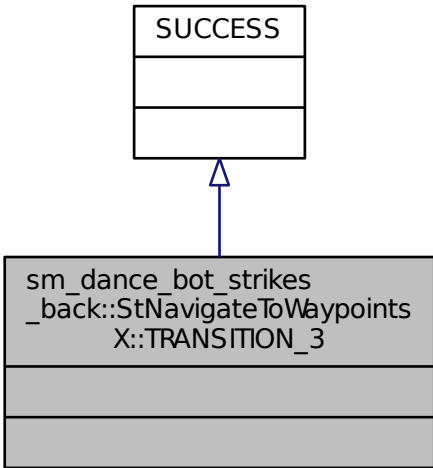 SUCCESS
sm_dance_bot_strikes
_back::StNavigateToWaypoints
X::TRANSITION_3